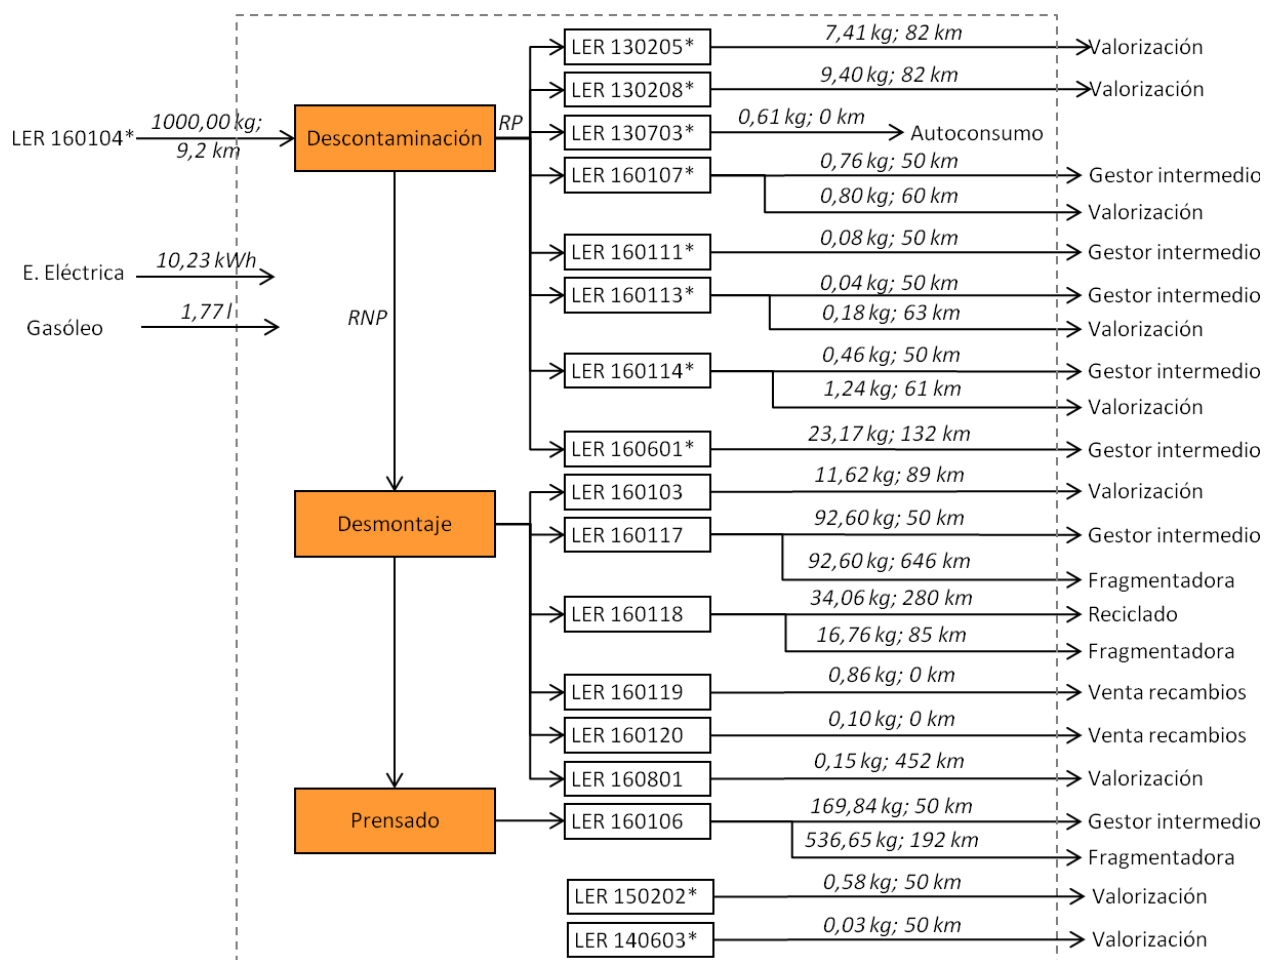 LER 130205*
7,41 kg; 82 km
Valorización
LER 130208*
9,40 kg; 82 km
Valorización
LER 160104*
1000,00 kg;
9,2 km
Descontaminación
RP
LER 130703*
0,61 kg; 0 km
Autoconsumo
LER 160107*
0,76 kg; 50 km
Gestor intermedio
0,80 kg; 60 km
Valorización
E. Eléctrica
10,23 kWh
LER 160111*
0,08 kg; 50 km
Gestor intermedio
Gasóleo
1,77 l
RNP
LER 160113*
0,04 kg; 50 km
Gestor intermedio
0,18 kg; 63 km
Valorización
LER 160114*
0,46 kg; 50 km
Gestor intermedio
1,24 kg; 61 km
Valorización
LER 160601*
23,17 kg; 132 km
Gestor intermedio
Desmontaje
LER 160103
11,62 kg; 89 km
Valorización
LER 160117
92,60 kg; 50 km
Gestor intermedio
92,60 kg; 646 km
Fragmentadora
LER 160118
34,06 kg; 280 km
Reciclado
16,76 kg; 85 km
Fragmentadora
LER 160119
0,86 kg; 0 km
Venta recambios
LER 160120
0,10 kg; 0 km
Venta recambios
LER 160801
0,15 kg; 452 km
Valorización
Prensado
LER 160106
169,84 kg; 50 km
Gestor intermedio
536,65 kg; 192 km
Fragmentadora
LER 150202*
0,58 kg; 50 km
Valorización
LER 140603*
0,03 kg; 50 km
Valorización